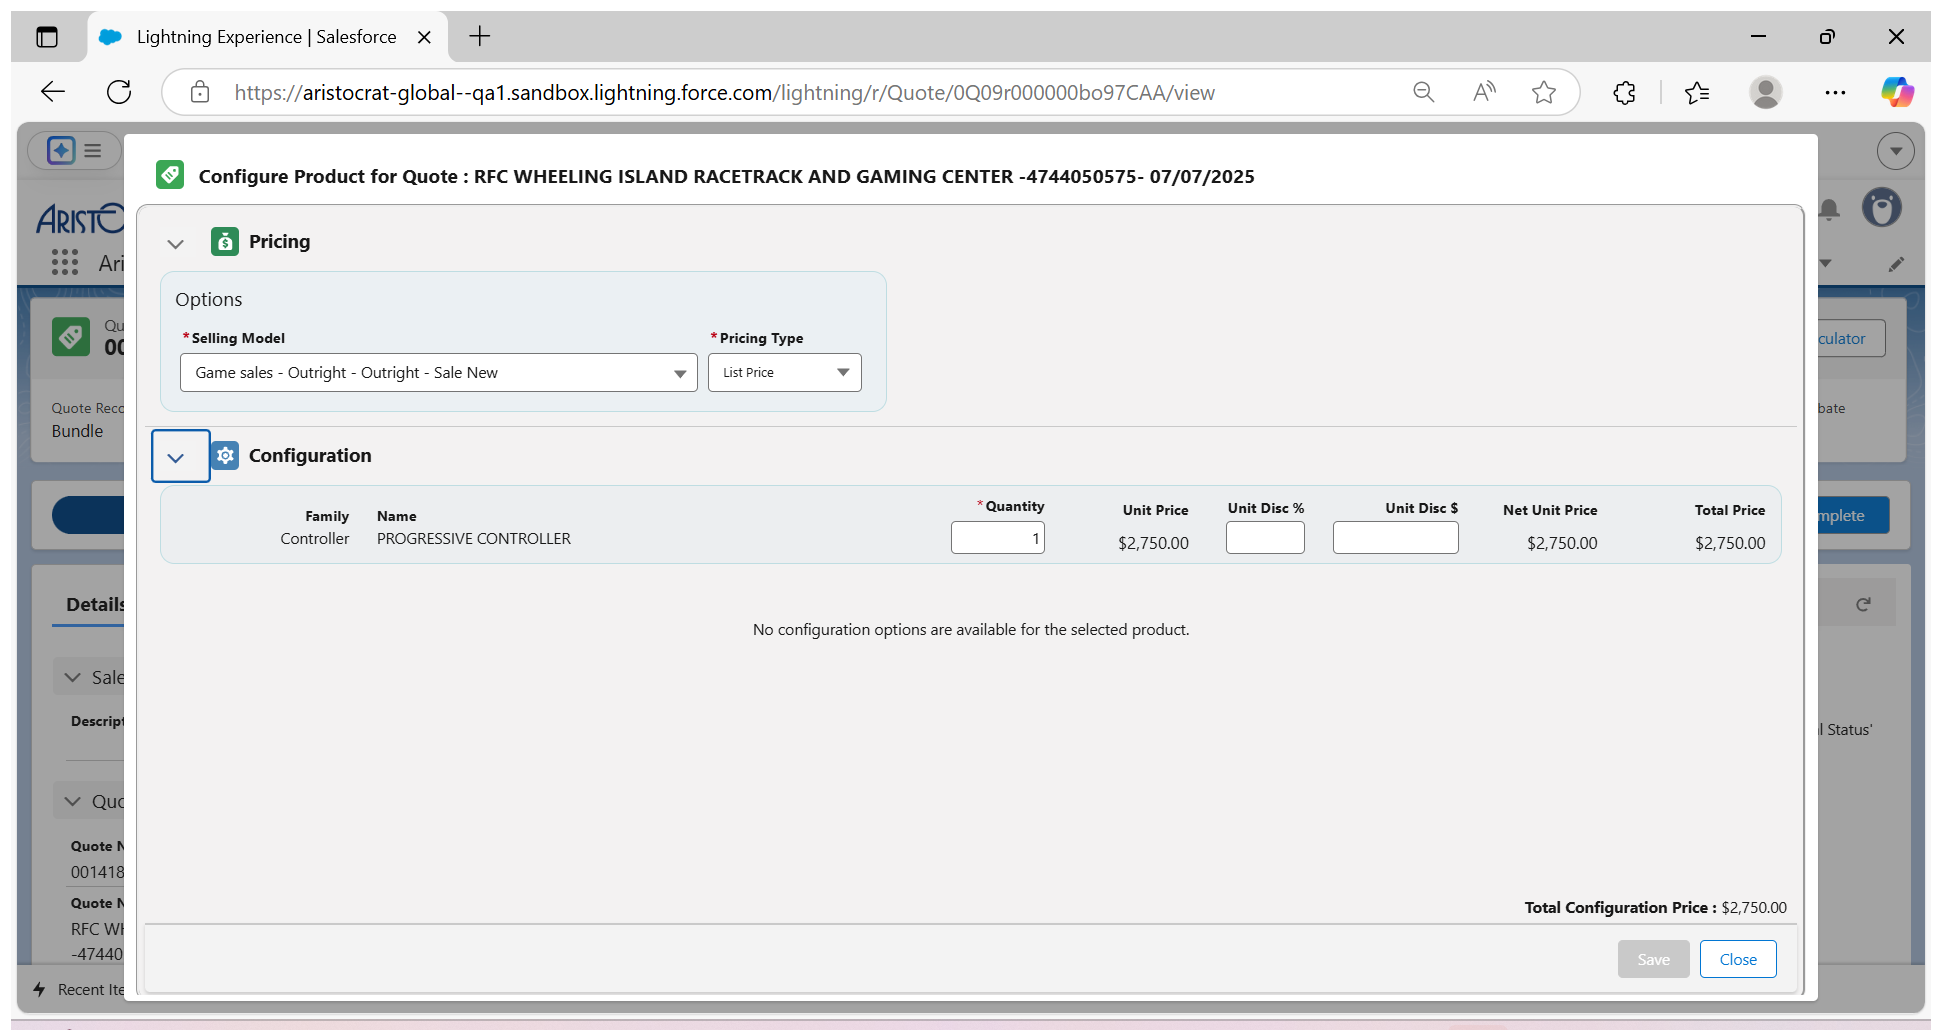 Lightning Experience | Salesforce
https://aristocrat-global--qa1.sandbox.lightning.force.com/lightning/r/Quote/0Q09r000000bo97CAA/view
Configure Product for Quote : RFC WHEELING ISLAND RACETRACK AND GAMING CENTER -4744050575- 07/07/2025
ARISTO
Ari
Pricing
Options
*Selling Model
*Pricing Type
Game sales - Outright - Outright - Sale New
List Price
Qu
00
culator
Quote Reco
Bundle
bate
Configuration
Family
Name
*Quantity
Unit Price
Unit Disc %
Unit Disc $
Net Unit Price
Total Price
Controller
PROGRESSIVE CONTROLLER
1
$2,750.00
$2,750.00
$2,750.00
mplete
Details
No configuration options are available for the selected product.
Sale
Descript
l Status'
Quo
Quote N
001418
Quote N
RFC WH
-47440
Total Configuration Price : $2,750.00
Save
Close
Recent Ite